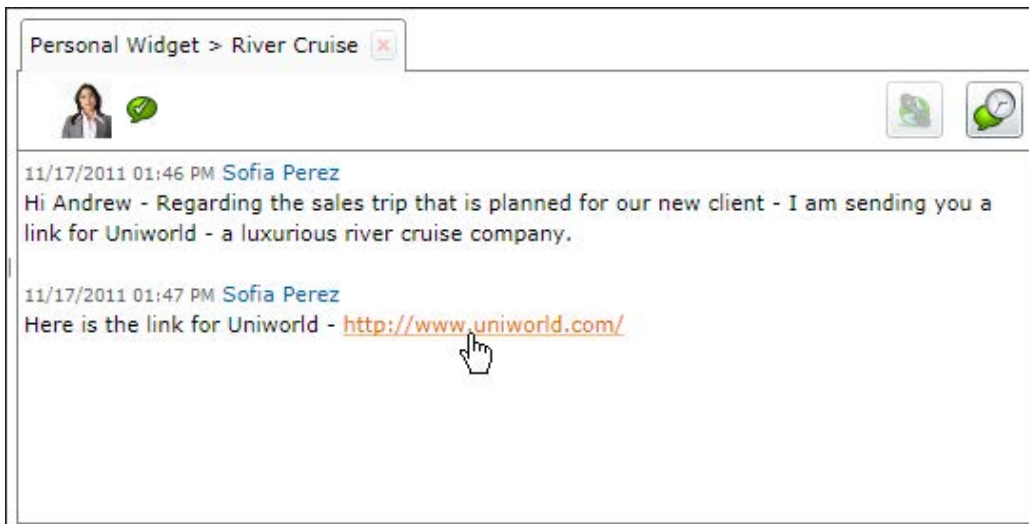 Personal Widget > River Cruise
11/17/2011 01:46 PM Sofia Perez
Hi Andrew - Regarding the sales trip that is planned for our new client - I am sending you a
link for Uniworld - a luxurious river cruise company.
11/17/2011 01:47 PM Sofia Perez
Here is the link for Uniworld - http://www.uniworld.com/